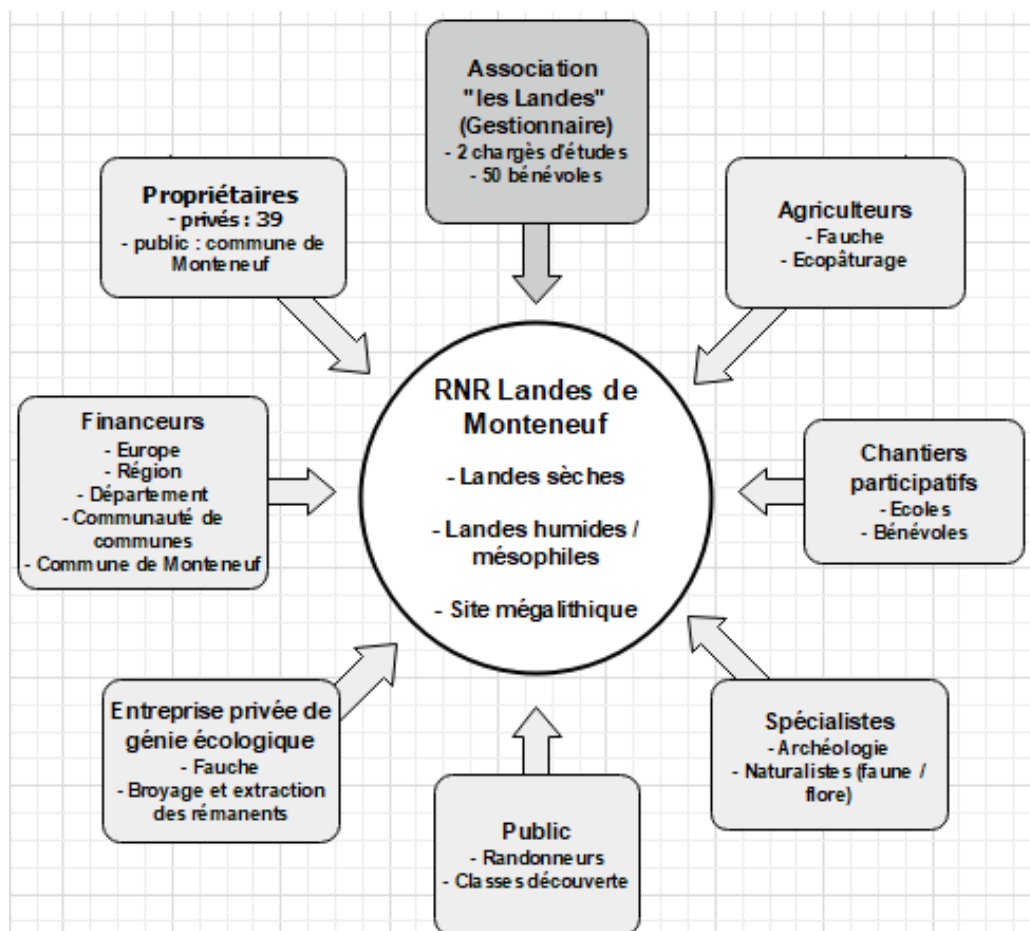 Association
"les Landes"
(Gestionnaire)
- 2 chargès d'études
- 50 bénévoles
Propriétaires
- privés : 39
- public : commune de
Monteneuf
Agriculteurs
- Fauche
- Ecopâturage
Financeurs
- Europe
- Région
- Département
- Communauté de
communes
- Commune de Monteneuf
RNR Landes de
Monteneuf
- Landes sèches
- Landes humides /
mésophiles
- Site mégalithique
Chantiers
participatifs
- Ecoles
- Bénévoles
Entreprise privée de
génie écologique
- Fauche
- Broyage et extraction
des rémanents
Public
- Randonneurs
- Classes découverte
Spécialistes
- Archéologie
- Naturalistes (faune /
flore)